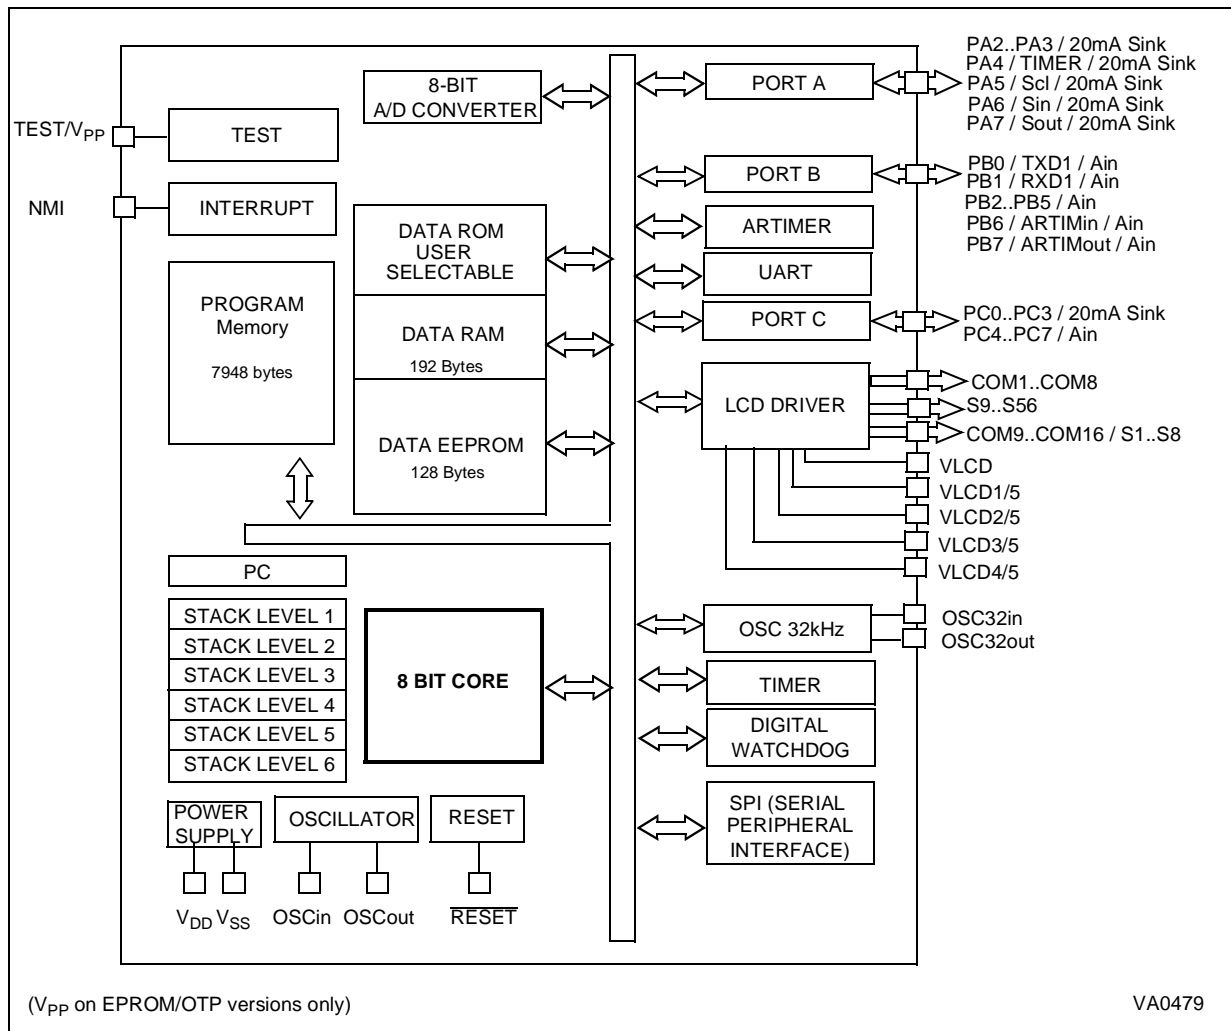 8-BIT
A/D CONVERTER
TEST/VPP
TEST
NMI
INTERRUPT
PROGRAM
Memory
7948 bytes
DATA ROM
USER
SELECTABLE
DATA RAM
192 Bytes
DATA EEPROM
128 Bytes
PC
STACK LEVEL 1
STACK LEVEL 2
STACK LEVEL 3
STACK LEVEL 4
STACK LEVEL 5
STACK LEVEL 6
8 BIT CORE
POWER
SUPPLY
OSCILLATOR
RESET
VDD VSS
OSCin
OSCout
RESET
PORT A
PA2..PA3 / 20mA Sink
PA4 / TIMER / 20mA Sink
PA5 / Scl / 20mA Sink
PA6 / Sin / 20mA Sink
PA7 / Sout / 20mA Sink
PORT B
PB0 / TXD1 / Ain
PB1 / RXD1 / Ain
PB2..PB5 / Ain
PB6 / ARTIMin / Ain
PB7 / ARTIMout / Ain
ARTIMER
UART
PORT C
PC0..PC3 / 20mA Sink
PC4..PC7 / Ain
LCD DRIVER
COM1..COM8
S9..S56
COM9..COM16 / S1..S8
VLCD
VLCD1/5
VLCD2/5
VLCD3/5
VLCD4/5
OSC 32kHz
OSC32in
OSC32out
TIMER
DIGITAL
WATCHDOG
SPI (SERIAL
PERIPHERAL
INTERFACE)
(VPP on EPROM/OTP versions only)
VA0479